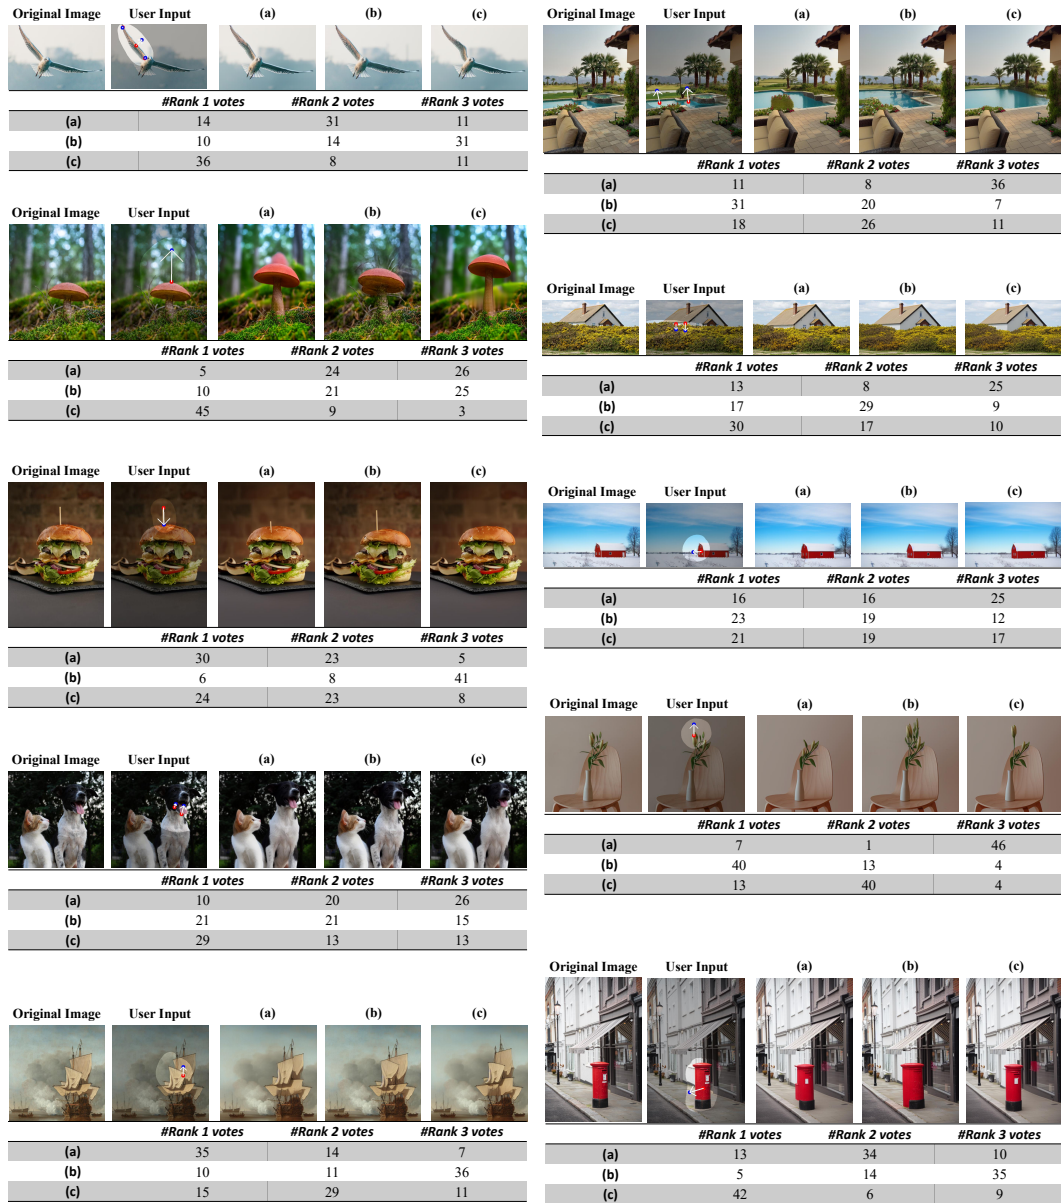 Original Image User Input (a) (b) (c)
#Rank 1 votes #Rank 2 votes #Rank 3 votes
(a) 14 31 11
(b) 10 14 31
(c) 36 8 11
Original Image User Input (a) (b) (c)
#Rank 1 votes #Rank 2 votes #Rank 3 votes
(a) 5 24 26
(b) 10 21 25
(c) 45 9 3
Original Image User Input (a) (b) (c)
#Rank 1 votes #Rank 2 votes #Rank 3 votes
(a) 30 23 5
(b) 6 8 41
(c) 24 23 8
Original Image User Input (a) (b) (c)
#Rank 1 votes #Rank 2 votes #Rank 3 votes
(a) 10 20 26
(b) 21 21 15
(c) 29 13 13
Original Image User Input (a) (b) (c)
#Rank 1 votes #Rank 2 votes #Rank 3 votes
(a) 35 14 7
(b) 10 11 36
(c) 15 29 11
Original Image User Input (a) (b) (c)
#Rank 1 votes #Rank 2 votes #Rank 3 votes
(a) 11 8 36
(b) 31 20 7
(c) 18 26 11
Original Image User Input (a) (b) (c)
#Rank 1 votes #Rank 2 votes #Rank 3 votes
(a) 13 8 25
(b) 17 29 9
(c) 30 17 10
Original Image User Input (a) (b) (c)
#Rank 1 votes #Rank 2 votes #Rank 3 votes
(a) 16 16 25
(b) 23 19 12
(c) 21 19 17
Original Image User Input (a) (b) (c)
#Rank 1 votes #Rank 2 votes #Rank 3 votes
(a) 7 1 46
(b) 40 13 4
(c) 13 40 4
Original Image User Input (a) (b) (c)
#Rank 1 votes #Rank 2 votes #Rank 3 votes
(a) 13 34 10
(b) 5 14 35
(c) 42 6 9